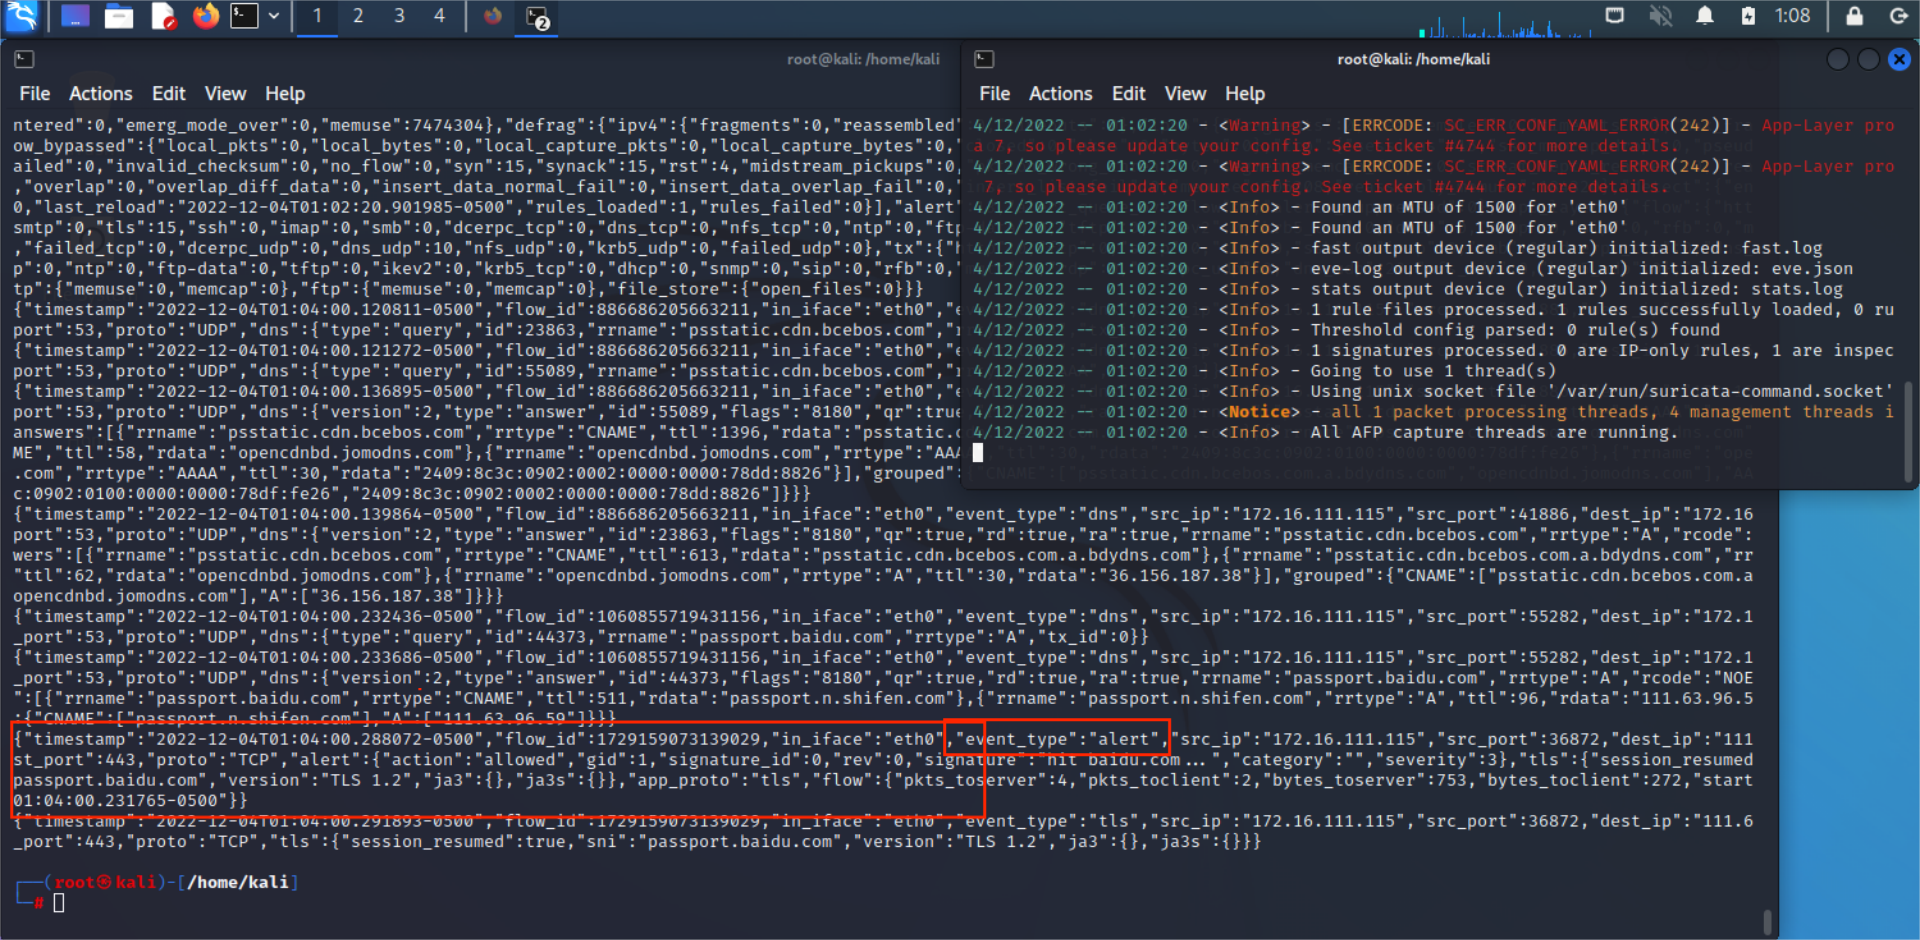 1 2 3 4
2
1:08
root@kali: /home/kali
File Actions Edit View Help
ntered":0,"emerg_mode_over":0,"memuse":7474304},"defrag":{"ipv4":{"fragments":0,"reassembled"
ow_bypassed":{"local_pkts":0,"local_bytes":0,"local_capture_pkts":0,"local_capture_bytes":0,"
ailed":0,"invalid_checksum":0,"no_flow":0,"syn":15,"synack":15,"rst":4,"midstream_pickups":0,
,"overlap":0,"overlap_diff_data":0,"insert_data_normal_fail":0,"insert_data_overlap_fail":0,"
0,"last_reload":"2022-12-04T01:02:20.901985-0500","rules_loaded":1,"rules_failed":0}],"alert"
smtp":0,"tls":15,"ssh":0,"imap":0,"smb":0,"dcerpc_tcp":0,"dns_tcp":0,"nfs_tcp":0,"ntp":0,"ftp
,"failed_tcp":0,"dcerpc_udp":0,"dns_udp":10,"nfs_udp":0,"krb5_udp":0,"failed_udp":0},"tx":{"h
p":0,"ntp":0,"ftp-data":0,"tftp":0,"ikev2":0,"krb5_tcp":0,"dhcp":0,"snmp":0,"sip":0,"rfb":0,"
tp":{"memuse":0,"memcap":0},"ftp":{"memuse":0,"memcap":0},"file_store":{"open_files":0}}}
{"timestamp":"2022-12-04T01:04:00.120811-0500","flow_id":886686205663211,"in_iface":"eth0","e
port":53,"proto":"UDP","dns":{"type":"query","id":23863,"rrname":"psstatic.cdn.bcebos.com","r
{"timestamp":"2022-12-04T01:04:00.121272-0500","flow_id":886686205663211,"in_iface":"eth0","e
port":53,"proto":"UDP","dns":{"type":"query","id":55089,"rrname":"psstatic.cdn.bcebos.com","r
{"timestamp":"2022-12-04T01:04:00.136895-0500","flow_id":886686205663211,"in_iface":"eth0","e
port":53,"proto":"UDP","dns":{"version":2,"type":"answer","id":55089,"flags":"8180","qr":true
answers":[{"rrname":"psstatic.cdn.bcebos.com","rrtype":"CNAME","ttl":1396,"rdata":"psstatic.c
ME","ttl":58,"rdata":"opencdnbd.jomodns.com"},{"rrname":"opencdnbd.jomodns.com","rrtype":"AAA
.com","rrtype":"AAAA","ttl":30,"rdata":"2409:8c3c:0902:0002:0000:0000:78dd:8826"}],"grouped":
c:0902:0100:0000:0000:78df:fe26","2409:8c3c:0902:0002:0000:0000:78dd:8826"]}}}
{"timestamp":"2022-12-04T01:04:00.139864-0500","flow_id":886686205663211,"in_iface":"eth0","event_type":"dns","src_ip":"172.16.111.115","src_port":41886,"dest_ip":"172.16
port":53,"proto":"UDP","dns":{"version":2,"type":"answer","id":23863,"flags":"8180","qr":true,"rd":true,"ra":true,"rrname":"psstatic.cdn.bcebos.com","rrtype":"A","rcode":
wers":[{"rrname":"psstatic.cdn.bcebos.com","rrtype":"CNAME","ttl":613,"rdata":"psstatic.cdn.bcebos.com.a.bdydns.com"},{"rrname":"psstatic.cdn.bcebos.com.a.bdydns.com","rr
"ttl":62,"rdata":"opencdnbd.jomodns.com"},{"rrname":"opencdnbd.jomodns.com","rrtype":"A","ttl":30,"rdata":"36.156.187.38"}],"grouped":{"CNAME":["psstatic.cdn.bcebos.com.a
opencdnbd.jomodns.com"],"A":["36.156.187.38"]}}}
{"timestamp":"2022-12-04T01:04:00.232436-0500","flow_id":1060855719431156,"in_iface":"eth0","event_type":"dns","src_ip":"172.16.111.115","src_port":55282,"dest_ip":"172.1
_port":53,"proto":"UDP","dns":{"type":"query","id":44373,"rrname":"passport.baidu.com","rrtype":"A","tx_id":0}}
{"timestamp":"2022-12-04T01:04:00.233686-0500","flow_id":1060855719431156,"in_iface":"eth0","event_type":"dns","src_ip":"172.16.111.115","src_port":55282,"dest_ip":"172.1
_port":53,"proto":"UDP","dns":{"version":2,"type":"answer","id":44373,"flags":"8180","qr":true,"rd":true,"ra":true,"rrname":"passport.baidu.com","rrtype":"A","rcode":"NOE
":[{"rrname":"passport.baidu.com","rrtype":"CNAME","ttl":511,"rdata":"passport.n.shifen.com"},{"rrname":"passport.n.shifen.com","rrtype":"A","ttl":96,"rdata":"111.63.96.5
:{"CNAME":["passport.n.shifen.com"],"A":["111.63.96.59"]}}}
{"timestamp":"2022-12-04T01:04:00.288072-0500","flow_id":1729159073139029,"in_iface":"eth0","event_type":"alert","src_ip":"172.16.111.115","src_port":36872,"dest_ip":"111
st_port":443,"proto":"TCP","alert":{"action":"allowed","gid":1,"signature_id":0,"rev":0,"signature":"hit baidu.com...","category":"","severity":3},"tls":{"session_resumed
passport.baidu.com","version":"TLS 1.2","ja3":{},"ja3s":{}},"app_proto":"tls","flow":{"pkts_toserver":4,"pkts_toclient":2,"bytes_toserver":753,"bytes_toclient":272,"start
01:04:00.231765-0500"}}
{"timestamp":"2022-12-04T01:04:00.291893-0500","flow_id":1729159073139029,"in_iface":"eth0","event_type":"tls","src_ip":"172.16.111.115","src_port":36872,"dest_ip":"111.6
_port":443,"proto":"TCP","tls":{"session_resumed":true,"sni":"passport.baidu.com","version":"TLS 1.2","ja3":{},"ja3s":{}}}
(root㉿kali)-[/home/kali]
#
root@kali: /home/kali
File Actions Edit View Help
4/12/2022 -- 01:02:20 - <Warning> - [ERRCODE: SC_ERR_CONF_YAML_ERROR(242)] - App-Layer pro
a 7, so please update your config. See ticket #4744 for more details.
4/12/2022 -- 01:02:20 - <Warning> - [ERRCODE: SC_ERR_CONF_YAML_ERROR(242)] - App-Layer pro
7, so please update your config. See ticket #4744 for more details.
4/12/2022 -- 01:02:20 - <Info> - Found an MTU of 1500 for 'eth0'
4/12/2022 -- 01:02:20 - <Info> - Found an MTU of 1500 for 'eth0'
4/12/2022 -- 01:02:20 - <Info> - fast output device (regular) initialized: fast.log
4/12/2022 -- 01:02:20 - <Info> - eve-log output device (regular) initialized: eve.json
4/12/2022 -- 01:02:20 - <Info> - stats output device (regular) initialized: stats.log
4/12/2022 -- 01:02:20 - <Info> - 1 rule files processed. 1 rules successfully loaded, 0 ru
4/12/2022 -- 01:02:20 - <Info> - Threshold config parsed: 0 rule(s) found
4/12/2022 -- 01:02:20 - <Info> - 1 signatures processed. 0 are IP-only rules, 1 are inspec
4/12/2022 -- 01:02:20 - <Info> - Going to use 1 thread(s)
4/12/2022 -- 01:02:20 - <Info> - Using unix socket file '/var/run/suricata-command.socket'
4/12/2022 -- 01:02:20 - <Notice> - all 1 packet processing threads, 4 management threads i
4/12/2022 -- 01:02:20 - <Info> - All AFP capture threads are running.